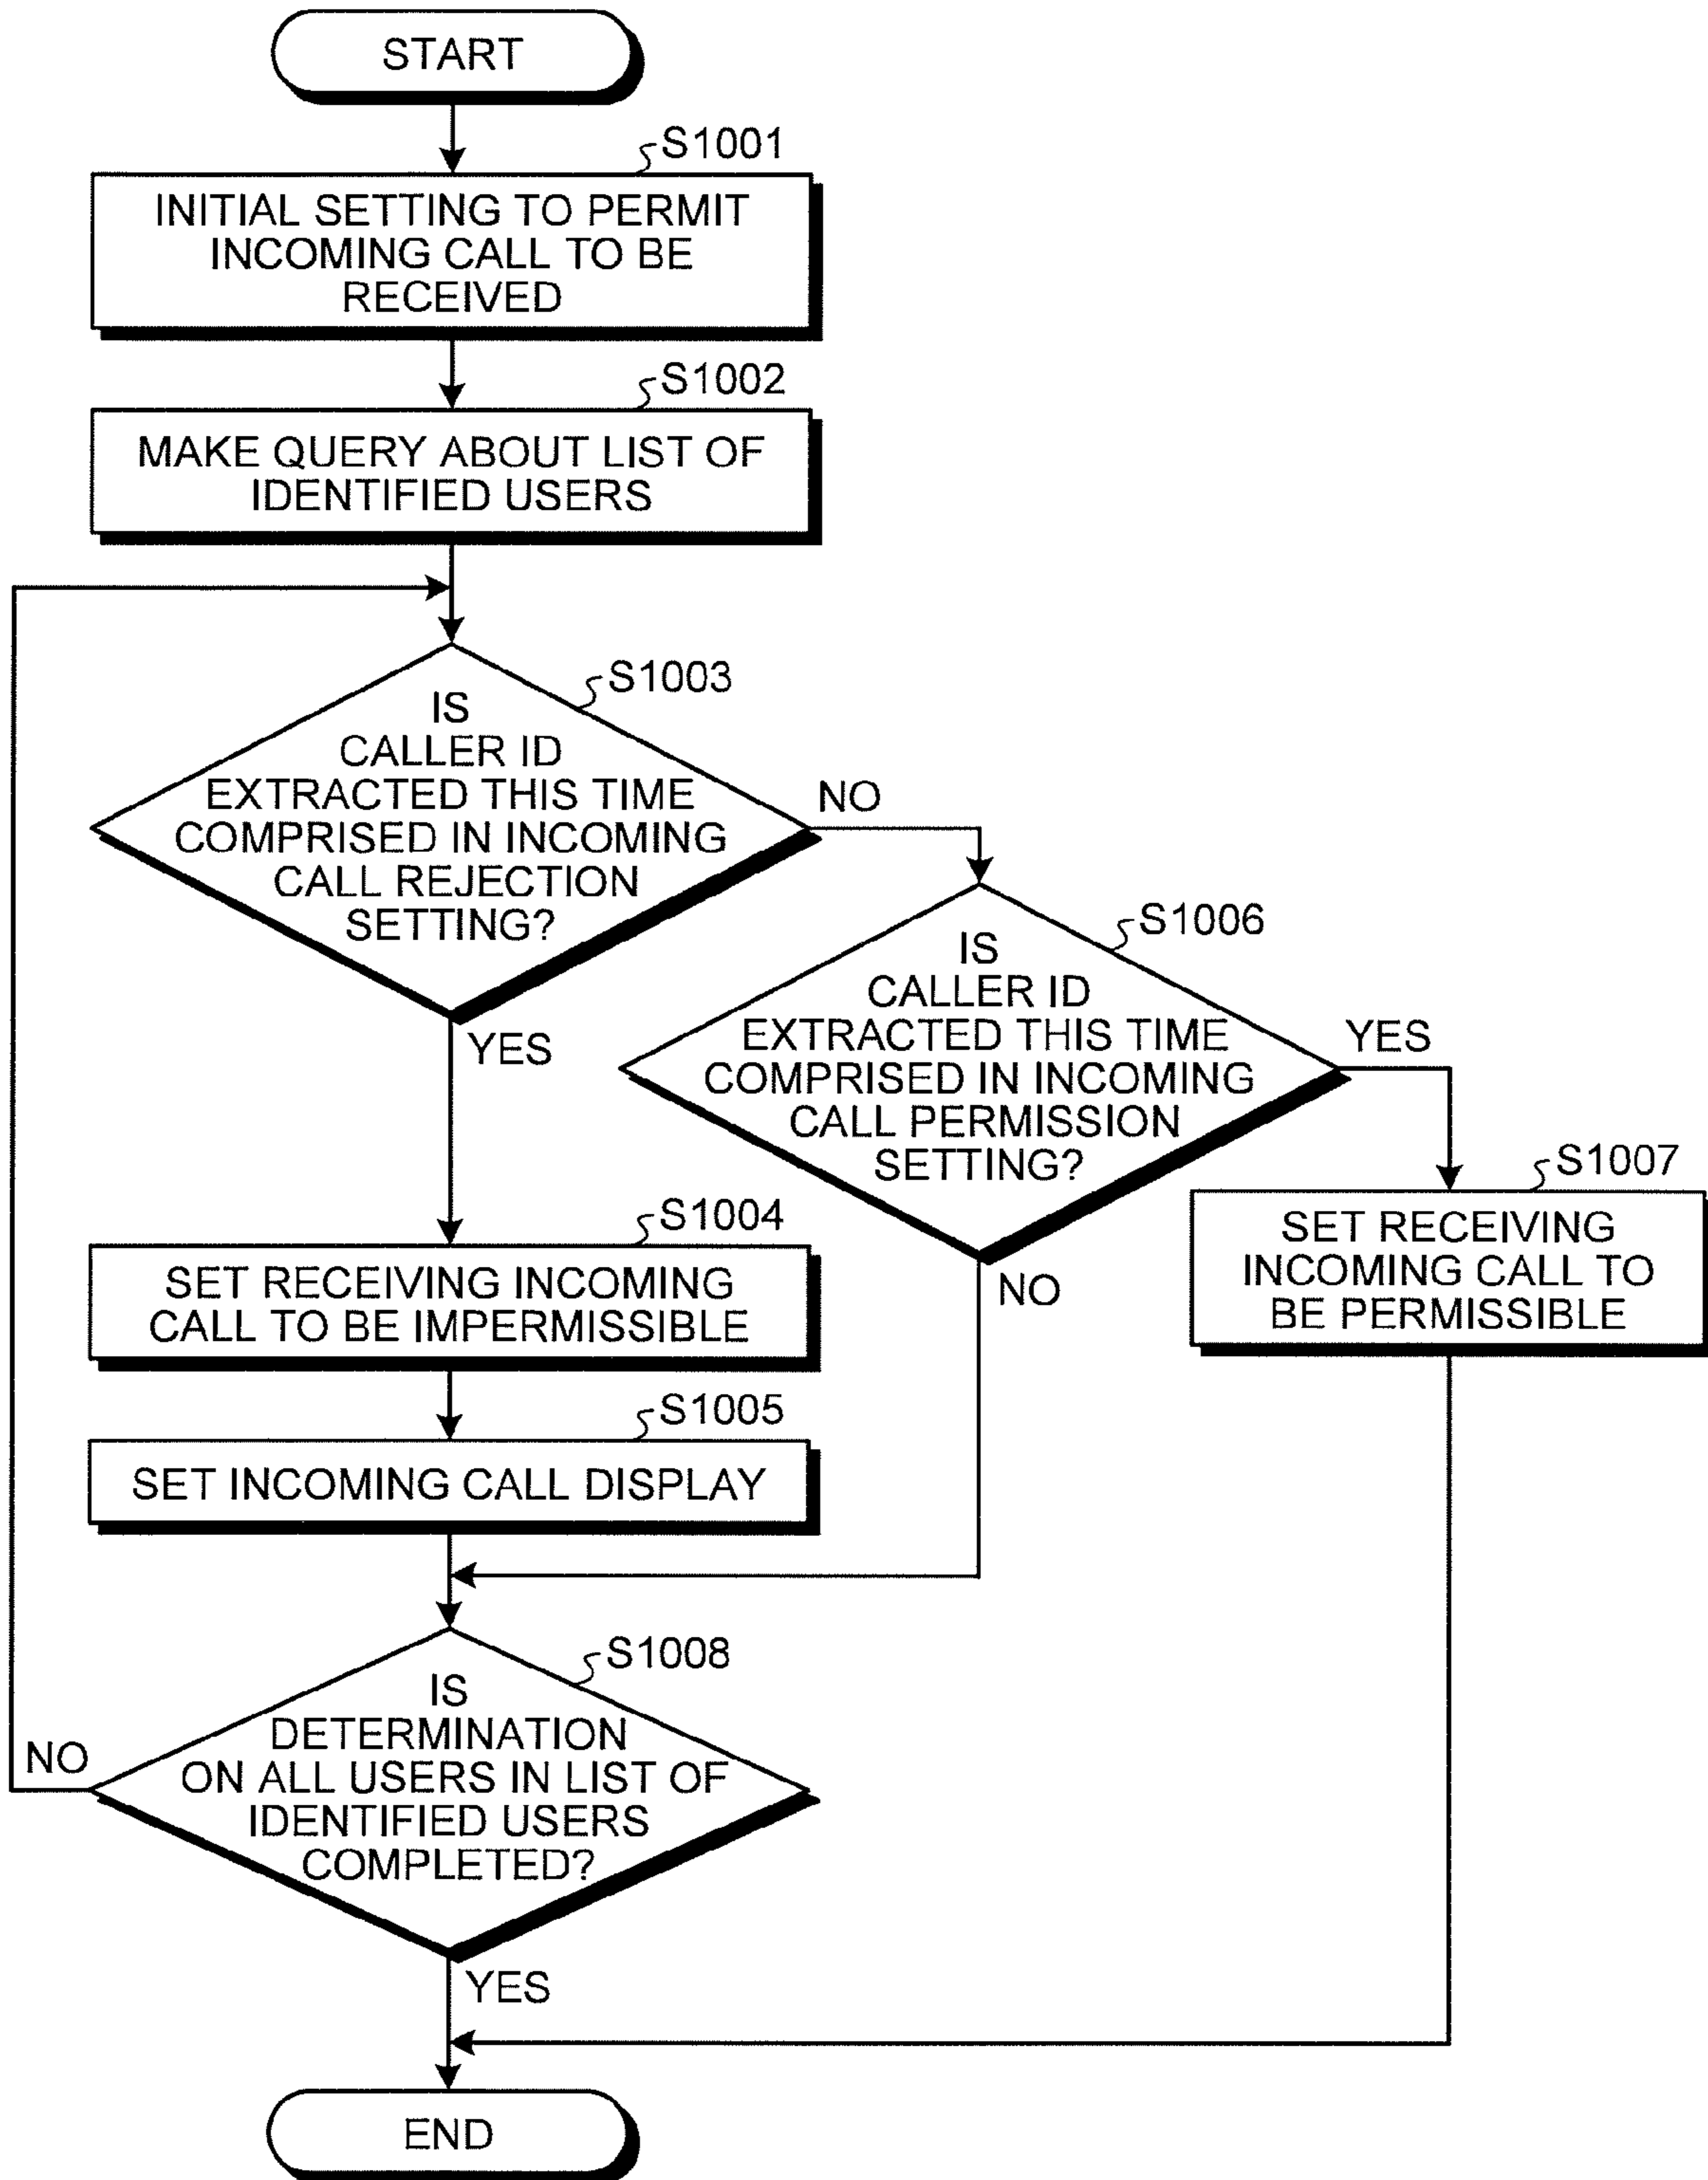 START
S1001
INITIAL SETTING TO PERMIT
INCOMING CALL TO BE
RECEIVED
S1002
MAKE QUERY ABOUT LIST OF
IDENTIFIED USERS
S1003
IS
CALLER ID
EXTRACTED THIS TIME
COMPRISED IN INCOMING
CALL REJECTION
SETTING?
NO
YES
S1006
IS
CALLER ID
EXTRACTED THIS TIME
COMPRISED IN INCOMING
CALL PERMISSION
SETTING?
YES
NO
S1007
SET RECEIVING
INCOMING CALL TO
BE PERMISSIBLE
S1004
SET RECEIVING INCOMING
CALL TO BE IMPERMISSIBLE
S1005
SET INCOMING CALL DISPLAY
S1008
IS
DETERMINATION
ON ALL USERS IN LIST OF
IDENTIFIED USERS
COMPLETED?
NO
YES
END